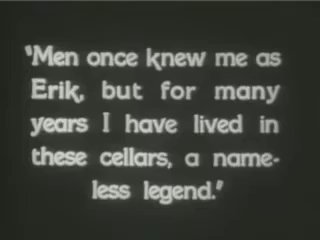 "Men once knew me as
Erik, but for many
years I have lived in
these cellars, a name-
less legend."